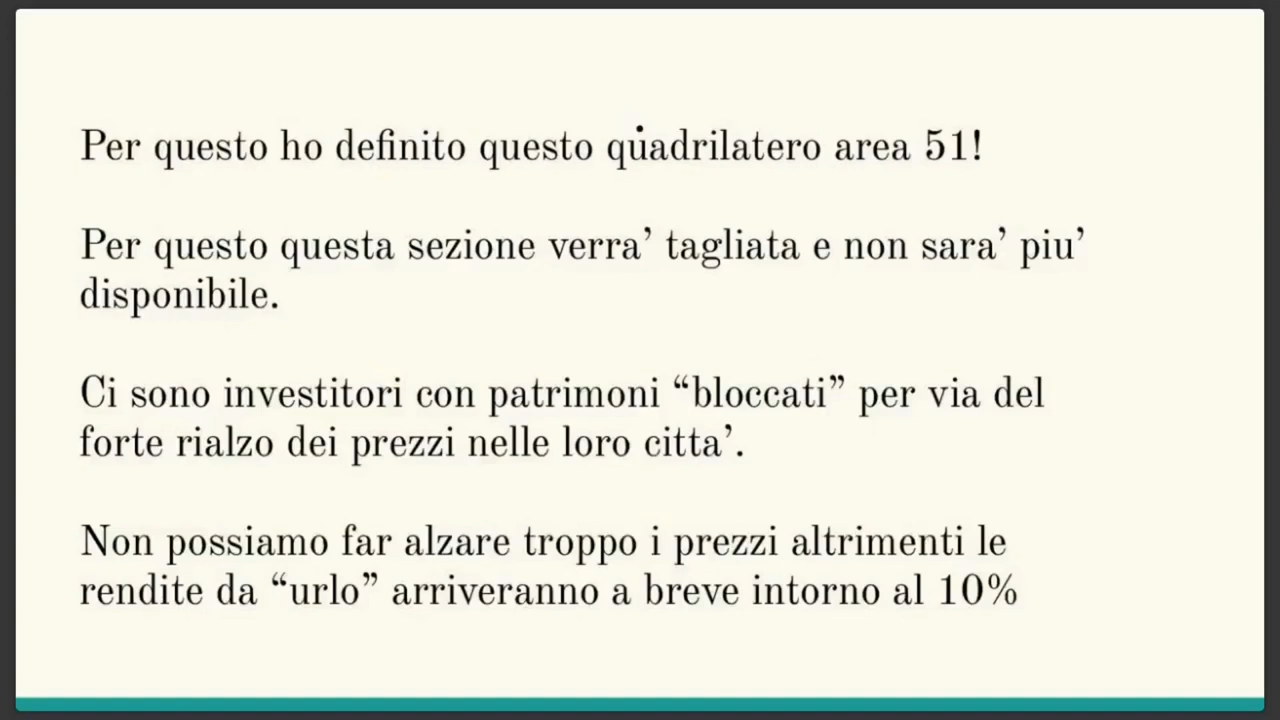 Per questo ho definito questo quadrilatero area 51!
Per questo questa sezione verra’ tagliata e non sara’ piu’
disponibile.
Ci sono investitori con patrimoni “bloccati” per via del
forte rialzo dei prezzi nelle loro citta’.
Non possiamo far alzare troppo i prezzi altrimenti le
rendite da “urlo” arriveranno a breve intorno al 10%